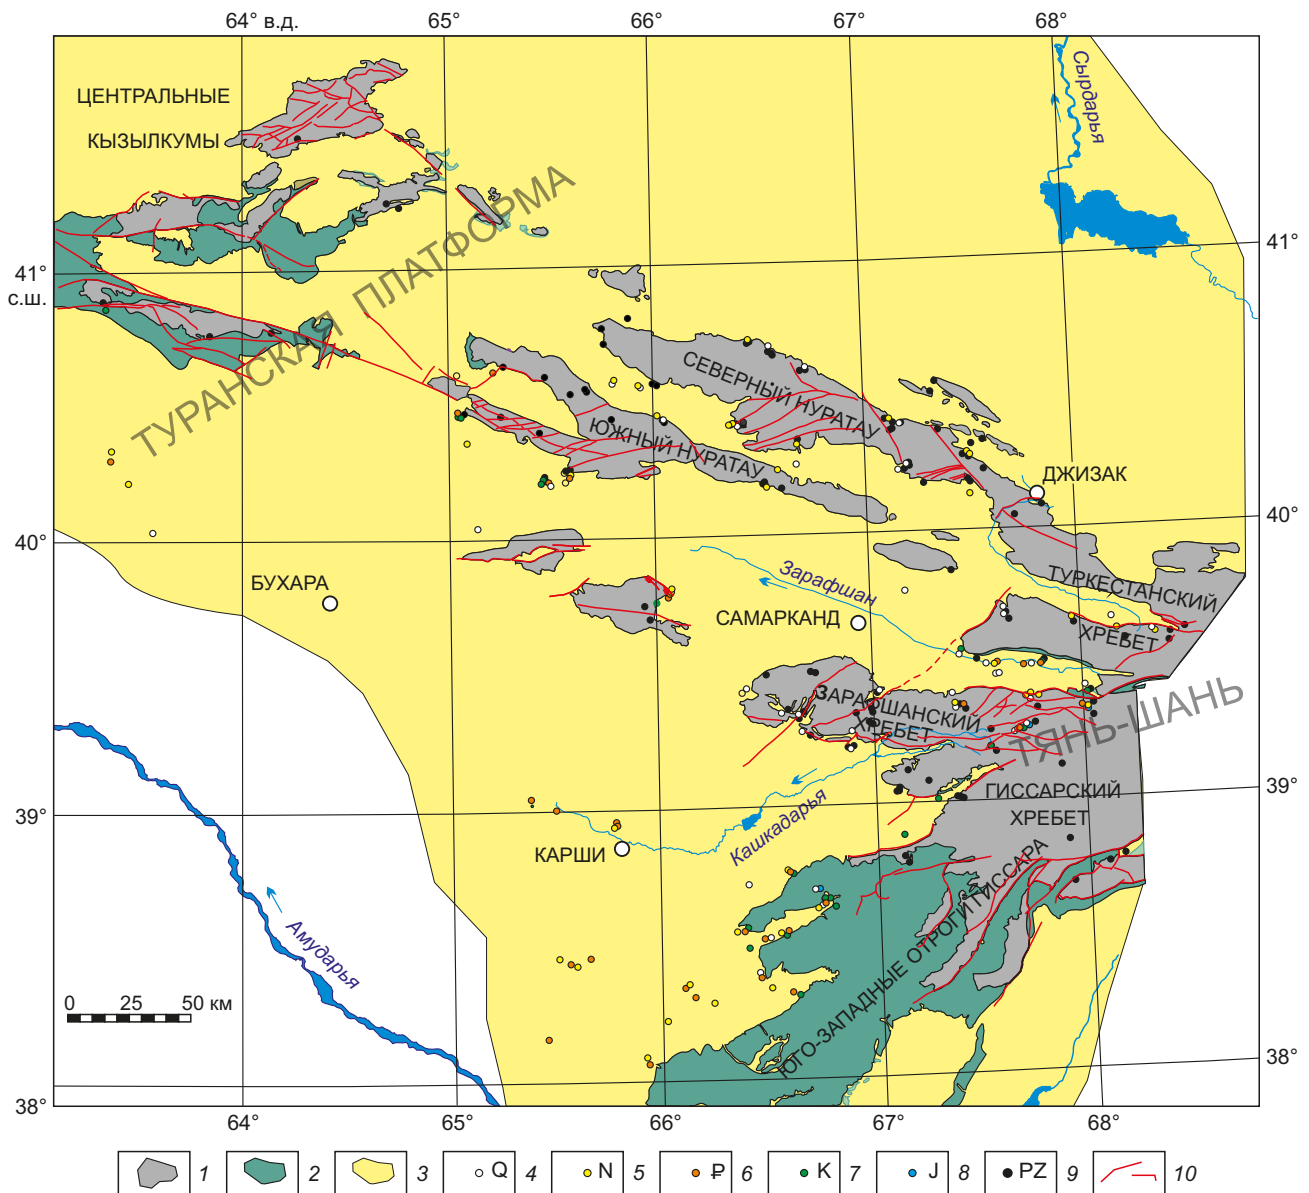 64° в.д.
65°
66°
67°
68°
ЦЕНТРАЛЬНЫЕ
КЫЗЫЛКУМЫ
Сырдарья
ТУРАНСКАЯ ПЛАТФОРМА
41°
с.ш.
41°
СЕВЕРНЫЙ НУРАТАУ
ЮЖНЫЙ НУРАТАУ
ДЖИЗАК
40°
40°
БУХАРА
Зарафшан
САМАРКАНД
ТУРКЕСТАНСКИЙ
ХРЕБЕТ
ЗАРАФШАНСКИЙ
ХРЕБЕТ
ТЯНЬ-ШАНЬ
ГИССАРСКИЙ
ХРЕБЕТ
39°
39°
Кашкадарья
КАРШИ
ЮГО-ЗАПАДНЫЕ ОТРОГИ ГИССАРА
Амударья
0 25 50 км
38°
38°
64°
65°
66°
67°
68°
1 2 3 Q 4 N 5 ₽ 6 K 7 J 8 PZ 9 10